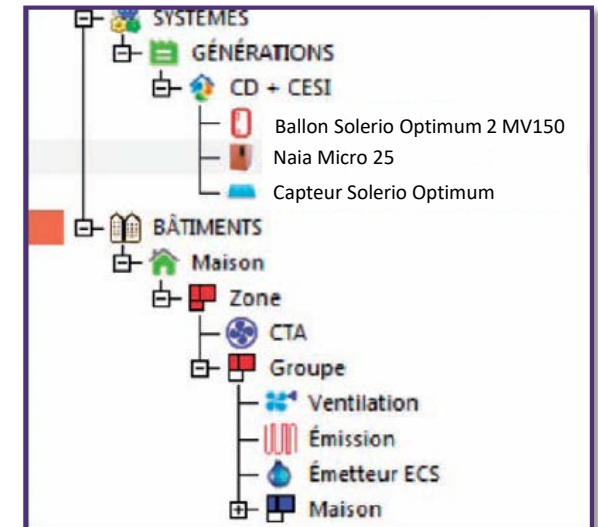 SYSTÈMES
GÉNÉRATIONS
CD + CESI
Ballon Solerio Optimum 2 MV150
Naia Micro 25
Capteur Solerio Optimum
BÂTIMENTS
Maison
Zone
CTA
Groupe
Ventilation
Émission
Émetteur ECS
Maison